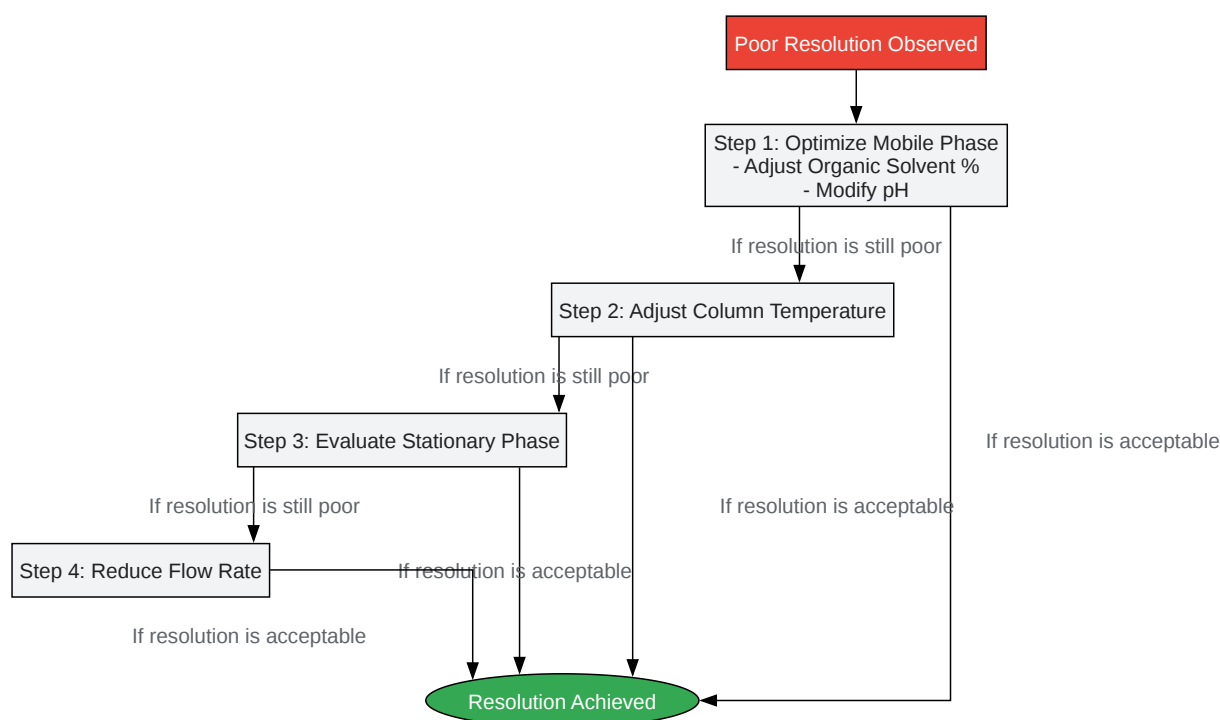 Poor Resolution Observed
Step 1: Optimize Mobile Phase
- Adjust Organic Solvent %
- Modify pH
If resolution is still poor
Step 2: Adjust Column Temperature
If resolution is still poor
Step 3: Evaluate Stationary Phase
If resolution is acceptable
If resolution is still poor
If resolution is acceptable
Step 4: Reduce Flow Rate
If resolution is acceptable
If resolution is acceptable
Resolution Achieved